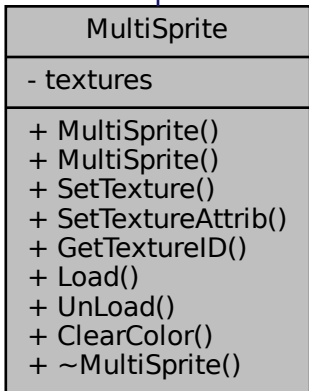 MultiSprite
- textures
+ MultiSprite()
+ MultiSprite()
+ SetTexture()
+ SetTextureAttrib()
+ GetTextureID()
+ Load()
+ UnLoad()
+ ClearColor()
+ ~MultiSprite()